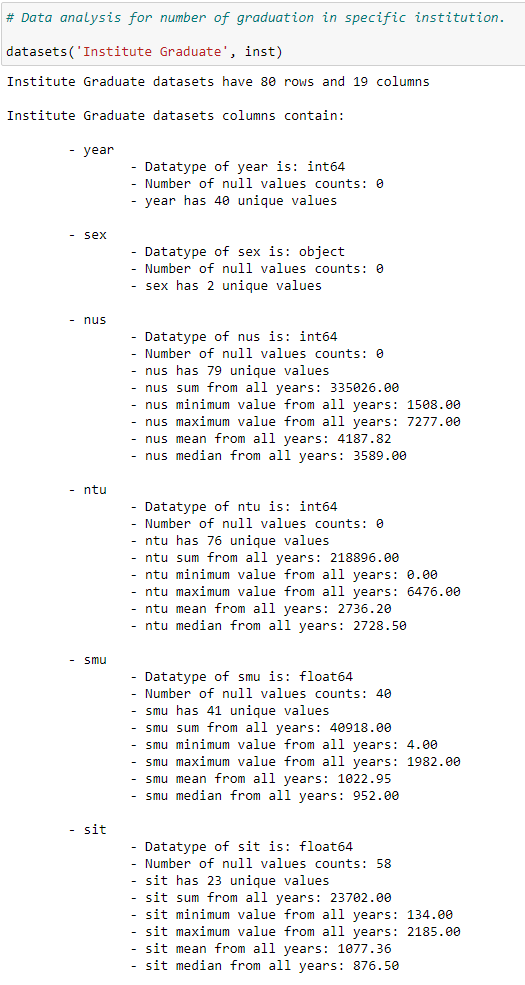 # Data analysis for number of graduation in specific institution.
datasets('Institute Graduate', inst)
Institute Graduate datasets have 80 rows and 19 columns
Institute Graduate datasets columns contain:
- year
- Datatype of year is: int64
- Number of null values counts: 0
- year has 40 unique values
- sex
- Datatype of sex is: object
- Number of null values counts: 0
- sex has 2 unique values
- nus
- Datatype of nus is: int64
- Number of null values counts: 0
- nus has 79 unique values
- nus sum from all years: 335026.00
- nus minimum value from all years: 1508.00
- nus maximum value from all years: 7277.00
- nus mean from all years: 4187.82
- nus median from all years: 3589.00
- ntu
- Datatype of ntu is: int64
- Number of null values counts: 0
- ntu has 76 unique values
- ntu sum from all years: 218896.00
- ntu minimum value from all years: 0.00
- ntu maximum value from all years: 6476.00
- ntu mean from all years: 2736.20
- ntu median from all years: 2728.50
- smu
- Datatype of smu is: float64
- Number of null values counts: 40
- smu has 41 unique values
- smu sum from all years: 40918.00
- smu minimum value from all years: 4.00
- smu maximum value from all years: 1982.00
- smu mean from all years: 1022.95
- smu median from all years: 952.00
- sit
- Datatype of sit is: float64
- Number of null values counts: 58
- sit has 23 unique values
- sit sum from all years: 23702.00
- sit minimum value from all years: 134.00
- sit maximum value from all years: 2185.00
- sit mean from all years: 1077.36
- sit median from all years: 876.50